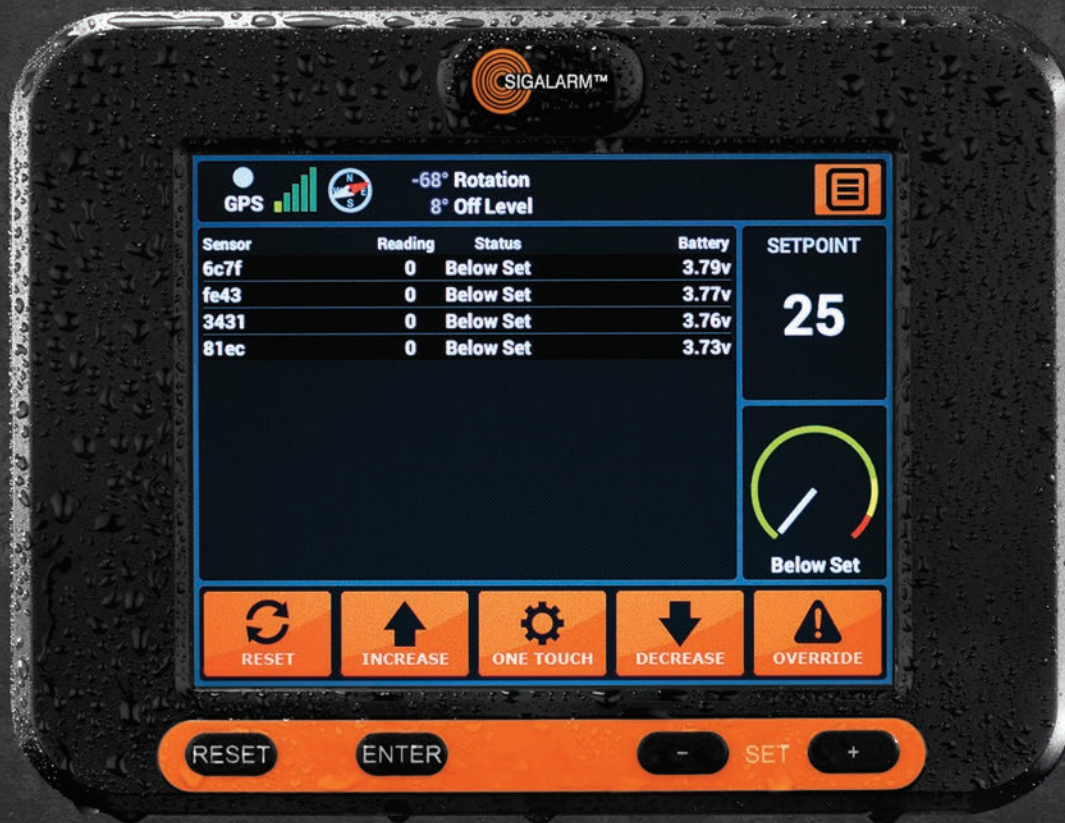 SIGALARM™
GPS
N
W E
S
-68° Rotation
8° Off Level
Sensor Reading Status Battery
6c7f 0 Below Set 3.79v
fe43 0 Below Set 3.77v
3431 0 Below Set 3.76v
81ec 0 Below Set 3.73v
SETPOINT
25
Below Set
RESET INCREASE ONE TOUCH DECREASE OVERRIDE
RESET ENTER - SET +